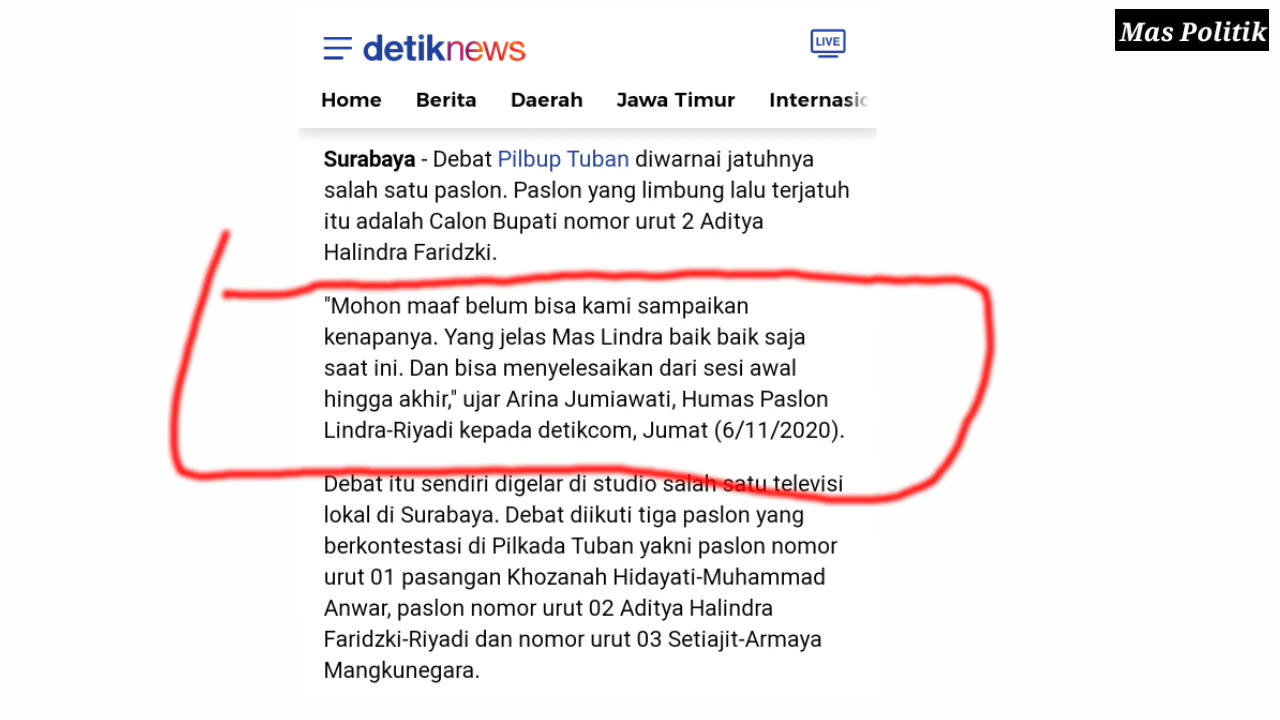 Mas Politik
detiknews
LIVE
Home Berita Daerah Jawa Timur Internasio
Surabaya - Debat Pilbup Tuban diwarnai jatuhnya
salah satu paslon. Paslon yang limbung lalu terjatuh
itu adalah Calon Bupati nomor urut 2 Aditya
Halindra Faridzki.
"Mohon maaf belum bisa kami sampaikan
kenapanya. Yang jelas Mas Lindra baik baik saja
saat ini. Dan bisa menyelesaikan dari sesi awal
hingga akhir," ujar Arina Jumiawati, Humas Paslon
Lindra-Riyadi kepada detikcom, Jumat (6/11/2020).
Debat itu sendiri digelar di studio salah satu televisi
lokal di Surabaya. Debat diikuti tiga paslon yang
berkontestasi di Pilkada Tuban yakni paslon nomor
urut 01 pasangan Khozanah Hidayati-Muhammad
Anwar, paslon nomor urut 02 Aditya Halindra
Faridzki-Riyadi dan nomor urut 03 Setiajit-Armaya
Mangkunegara.